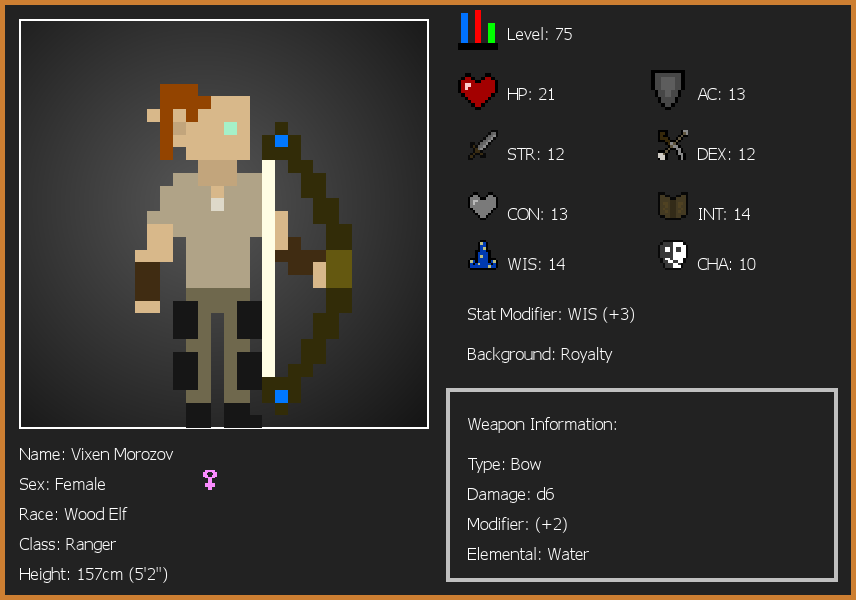 Level: 75
HP: 21
AC: 13
STR: 12
DEX: 12
CON: 13
INT: 14
WIS: 14
CHA: 10
Stat Modifier: WIS (+3)
Background: Royalty
Weapon Information:
Type: Bow
Damage: d6
Modifier: (+2)
Elemental: Water
Name: Vixen Morozov
Sex: Female
Race: Wood Elf
Class: Ranger
Height: 157cm (5'2")